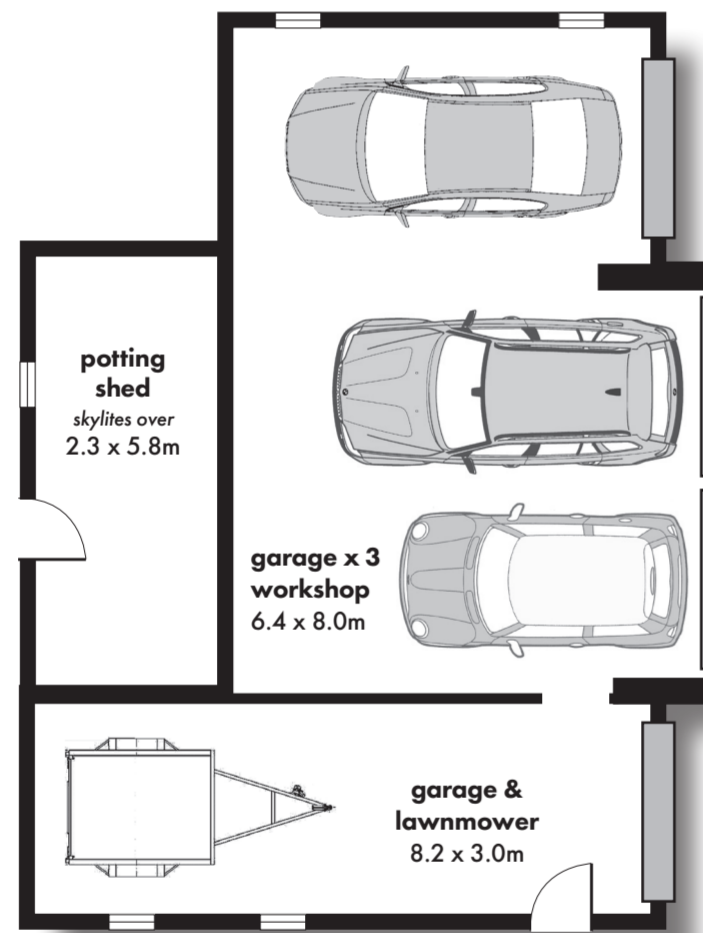 potting
shed
skylites over
2.3 x 5.8m
garage x 3
workshop
6.4 x 8.0m
garage &
lawnmower
8.2 x 3.0m